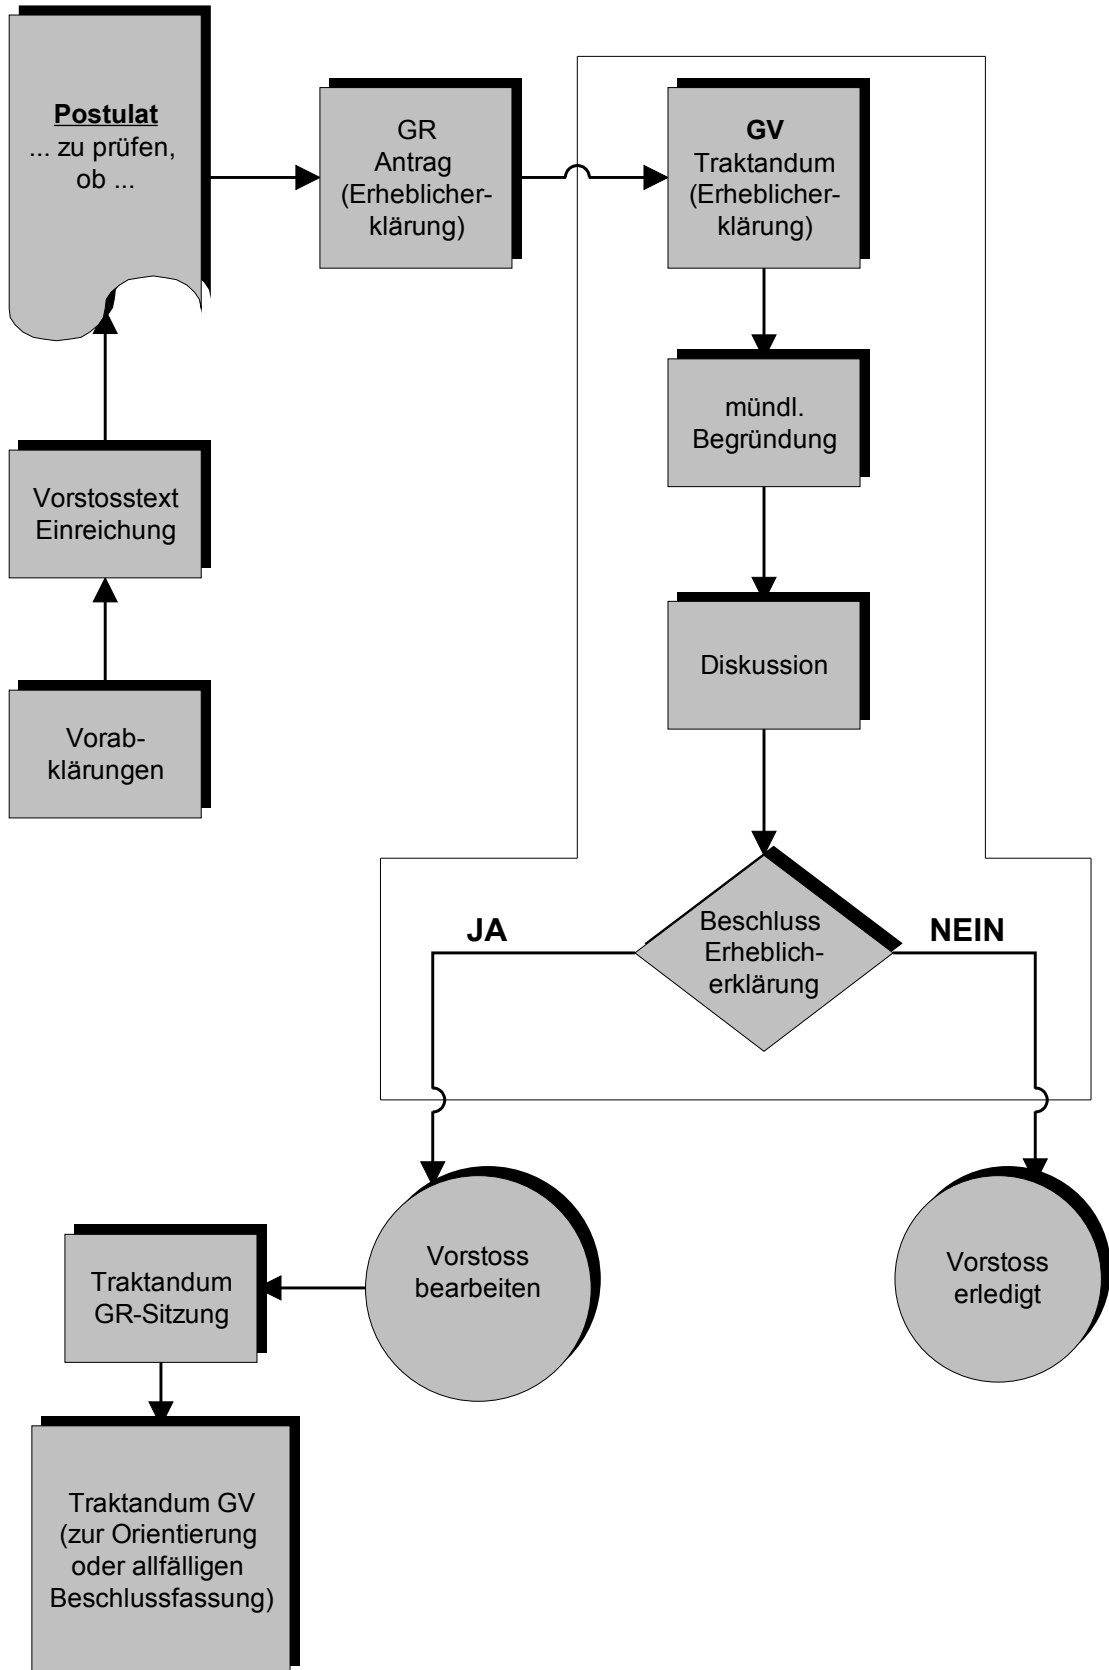 Postulat
... zu prüfen,
ob ...
GR
Antrag
(Erheblicher-
klärung)
GV
Traktandum
(Erheblicher-
klärung)
mündl.
Begründung
Vorstosstext
Einreichung
Diskussion
Vorab-
klärungen
JA
Beschluss
Erheblich-
erklärung
NEIN
Vorstoss
bearbeiten
Vorstoss
erledigt
Traktandum
GR-Sitzung
Traktandum GV
(zur Orientierung
oder allfälligen
Beschlussfassung)